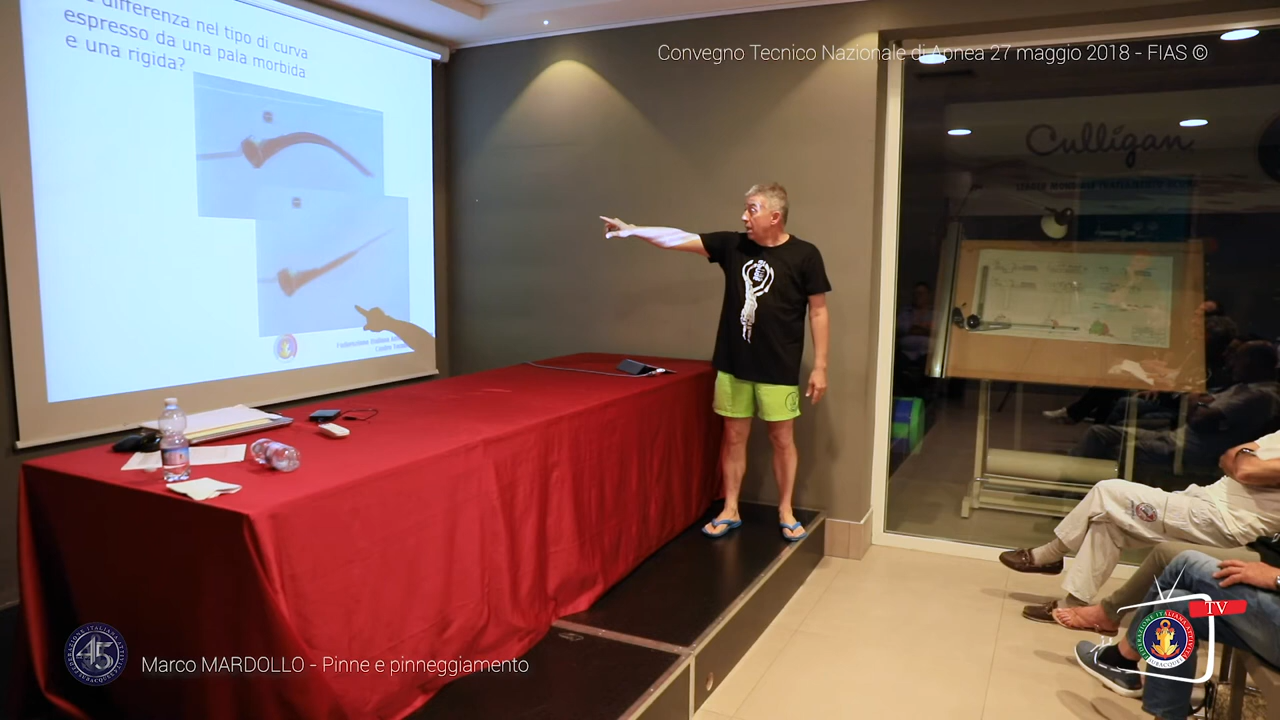 differenza nel tipo di curva
espresso da una pala morbida
e una rigida?
Convegno Tecnico Nazionale di Apnea 27 maggio 2018 - FIAS ©
Culligan
45
Marco MARDOLLO - Pinne e pinneggiamento
TV